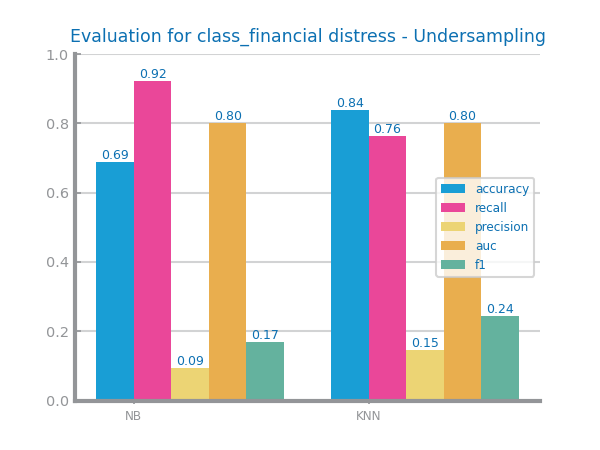 Evaluation for class_financial distress - Undersampling
1.0
0.8
0.6
0.4
0.2
0.0
0.69
0.92
0.09
0.80
0.17
0.84
0.76
0.15
0.80
0.24
accuracy
recall
precision
auc
f1
NB
KNN